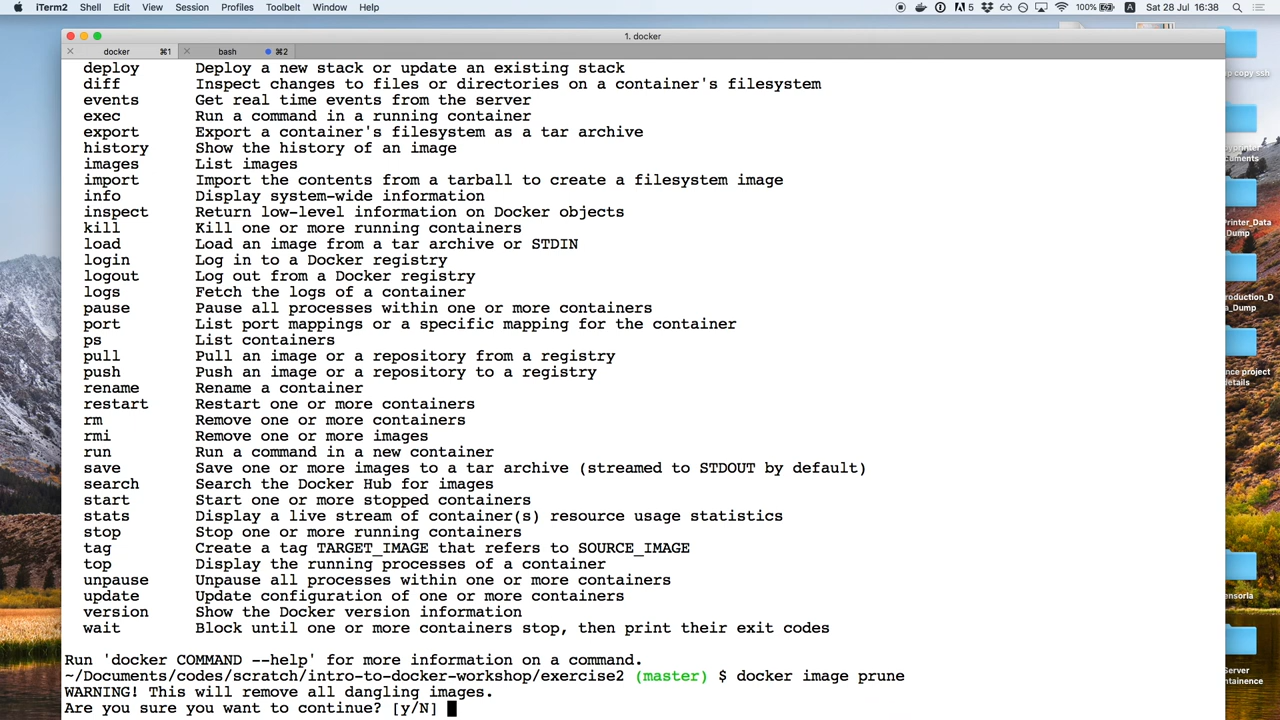 iTerm2 Shell Edit View Session Profiles Toolbelt Window Help 5 100% Sat 28 Jul 16:38
1. docker
docker ⌘1 bash ⌘2
deploy Deploy a new stack or update an existing stack
diff Inspect changes to files or directories on a container's filesystem
events Get real time events from the server
exec Run a command in a running container
export Export a container's filesystem as a tar archive
history Show the history of an image
images List images
import Import the contents from a tarball to create a filesystem image
info Display system-wide information
inspect Return low-level information on Docker objects
kill Kill one or more running containers
load Load an image from a tar archive or STDIN
login Log in to a Docker registry
logout Log out from a Docker registry
logs Fetch the logs of a container
pause Pause all processes within one or more containers
port List port mappings or a specific mapping for the container
ps List containers
pull Pull an image or a repository from a registry
push Push an image or a repository to a registry
rename Rename a container
restart Restart one or more containers
rm Remove one or more containers
rmi Remove one or more images
run Run a command in a new container
save Save one or more images to a tar archive (streamed to STDOUT by default)
search Search the Docker Hub for images
start Start one or more stopped containers
stats Display a live stream of container(s) resource usage statistics
stop Stop one or more running containers
tag Create a tag TARGET_IMAGE that refers to SOURCE_IMAGE
top Display the running processes of a container
unpause Unpause all processes within one or more containers
update Update configuration of one or more containers
version Show the Docker version information
wait Block until one or more containers stop, then print their exit codes
Run 'docker COMMAND --help' for more information on a command.
~/Documents/codes/scratch/intro-to-docker-workshop/exercise2 (master) $ docker image prune
WARNING! This will remove all dangling images.
Are you sure you want to continue? [y/N]
copy ssh
Printer_Data
Dump
a_Dump
project
details
Server